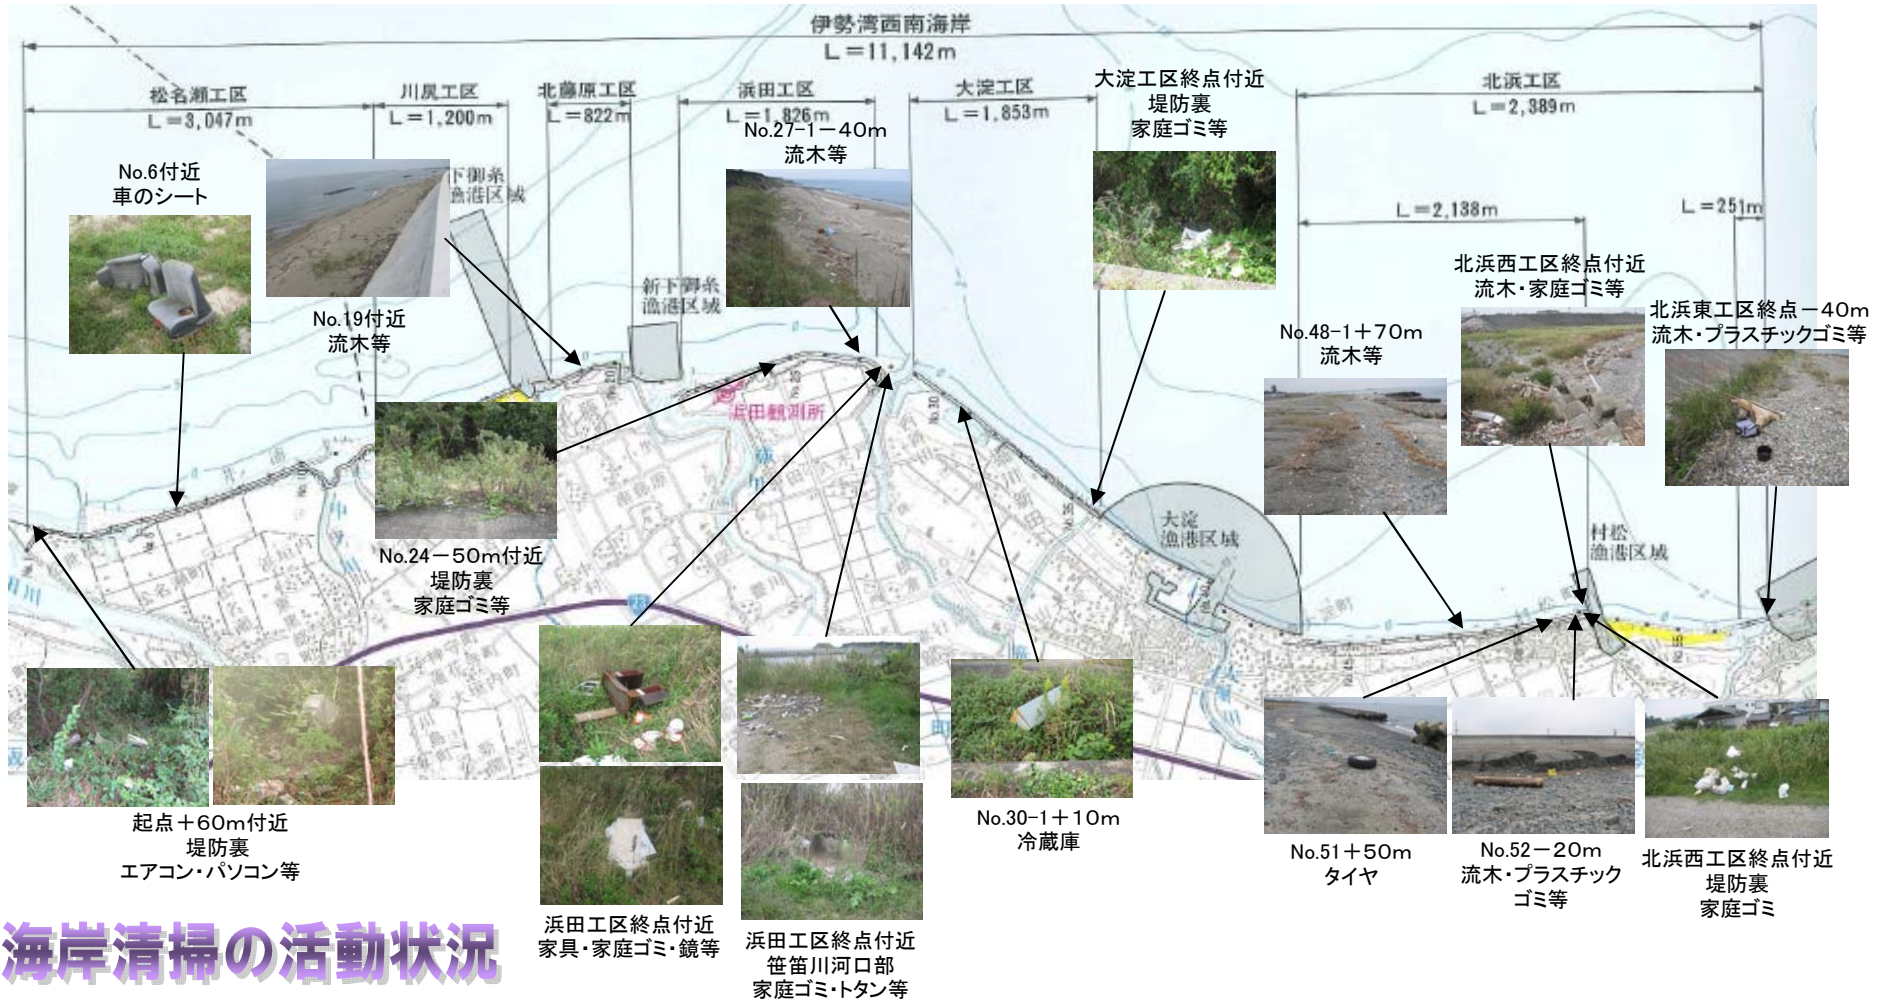 伊勢湾西南海岸
L=11,142m
松名瀬工区
L=3,047m
川尻工区
L=1,200m
北藤原工区
L=822m
浜田工区
L=1,826m
大淀工区
L=1,853m
北浜工区
L=2,389m
L=2,138m
L=251m
No.6付近
車のシート
No.19付近
流木等
下御糸
漁港区域
新下御糸
漁港区域
No.27-1-40m
流木等
大淀工区終点付近
堤防裏
家庭ゴミ等
北浜西工区終点付近
流木・家庭ゴミ等
北浜東工区終点-40m
流木・プラスチックゴミ等
No.48-1+70m
流木等
浜田観測所
大淀
漁港区域
村松
漁港区域
No.24-50m付近
堤防裏
家庭ゴミ等
23
No.20
No.25
No.30
No.35
No.55
起点+60m付近
堤防裏
エアコン・パソコン等
浜田工区終点付近
家具・家庭ゴミ・鏡等
浜田工区終点付近
笹笛川河口部
家庭ゴミ・トタン等
No.30-1+10m
冷蔵庫
No.51+50m
タイヤ
No.52-20m
流木・プラスチック
ゴミ等
北浜西工区終点付近
堤防裏
家庭ゴミ
海岸清掃の活動状況